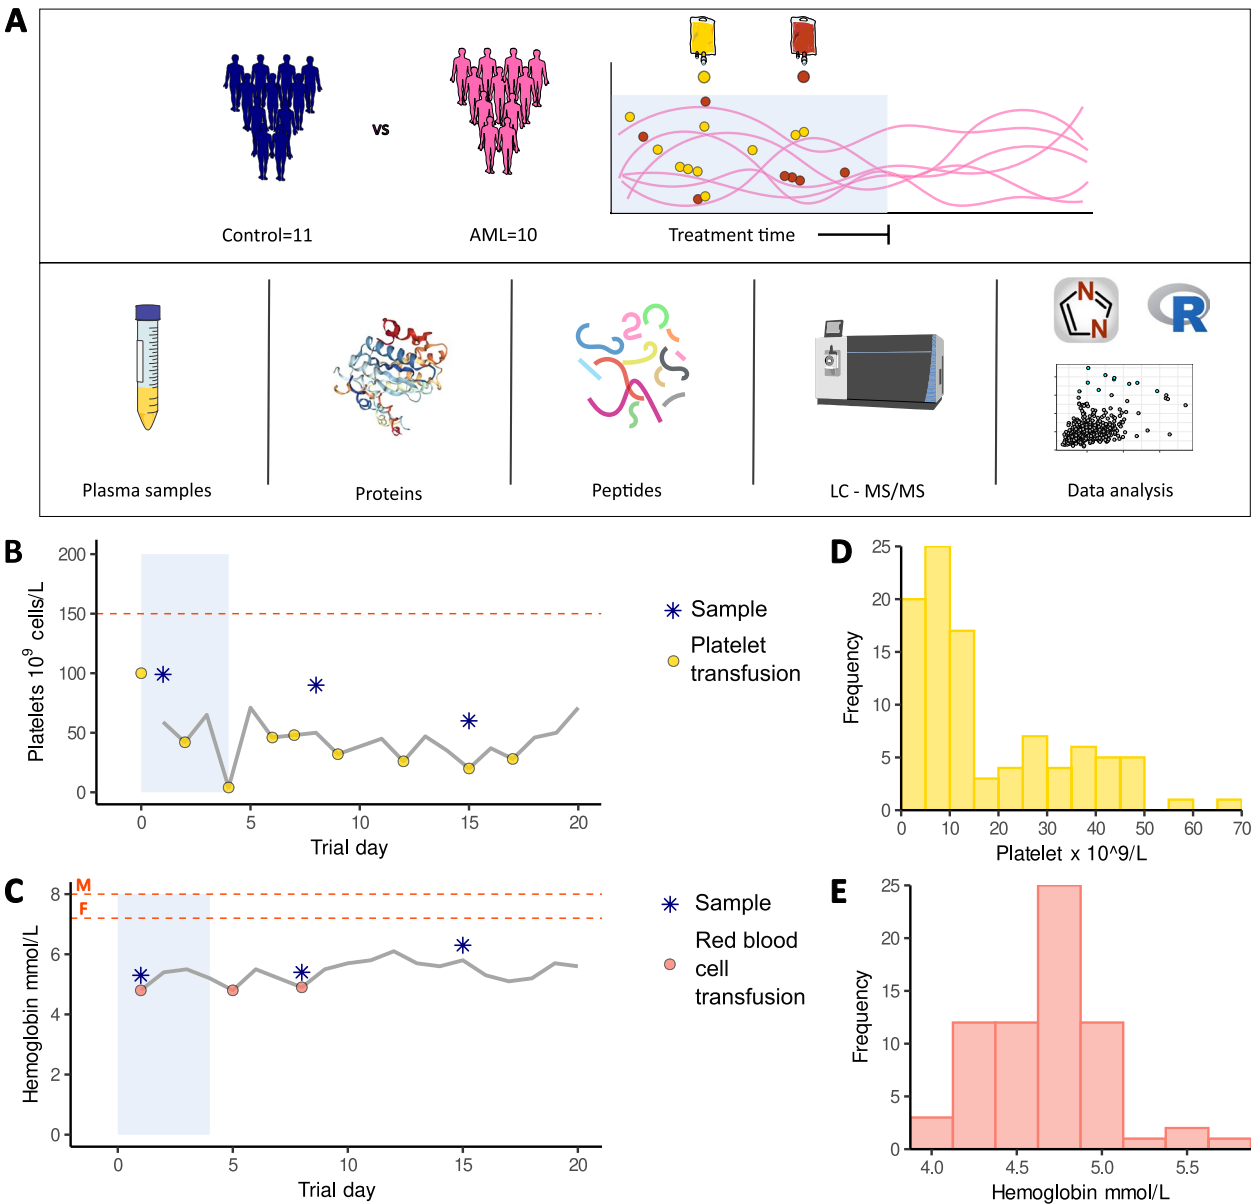 A
vs
Control=11
AML=10
Treatment time
Plasma samples
Proteins
Peptides
LC - MS/MS
N
N
R
Data analysis
B
Platelets 10⁹ cells/L
200
150
100
50
0
0 5 10 15 20
Trial day
Sample
Platelet
transfusion
D
Frequency
25
20
15
10
5
0
0 10 20 30 40 50 60 70
Platelet x 10^9/L
C
Hemoglobin mmol/L
M
F
8
6
4
2
0
0 5 10 15 20
Trial day
Sample
Red blood
cell
transfusion
E
Frequency
25
20
15
10
5
0
4.0 4.5 5.0 5.5
Hemoglobin mmol/L